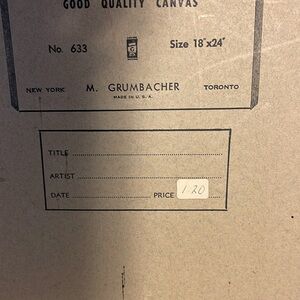 GOOD QUALITY CANVAS
No. 633 Size 18"x24"
NEW YORK M. GRUMBACHER TORONTO
MADE IN U.S.A.
TITLE
ARTIST
DATE PRICE 1 20